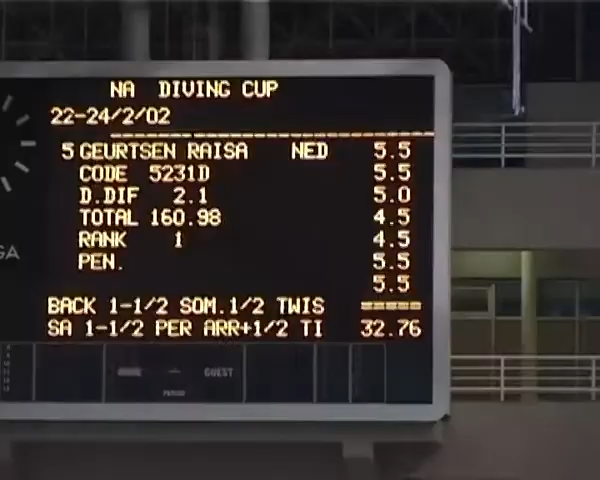 NA DIVING CUP
22-24/2/02
5 GEURTSEN RAISA NED 5.5
CODE 5231D 5.5
D.DIF 2.1 5.0
TOTAL 160.98 4.5
RANK 1 4.5
PEN. 5.5
5.5
BACK 1-1/2 SOM.1/2 TWIS =====
SA 1-1/2 PER ARR+1/2 TI 32.76
GA
GUEST
PERIOD